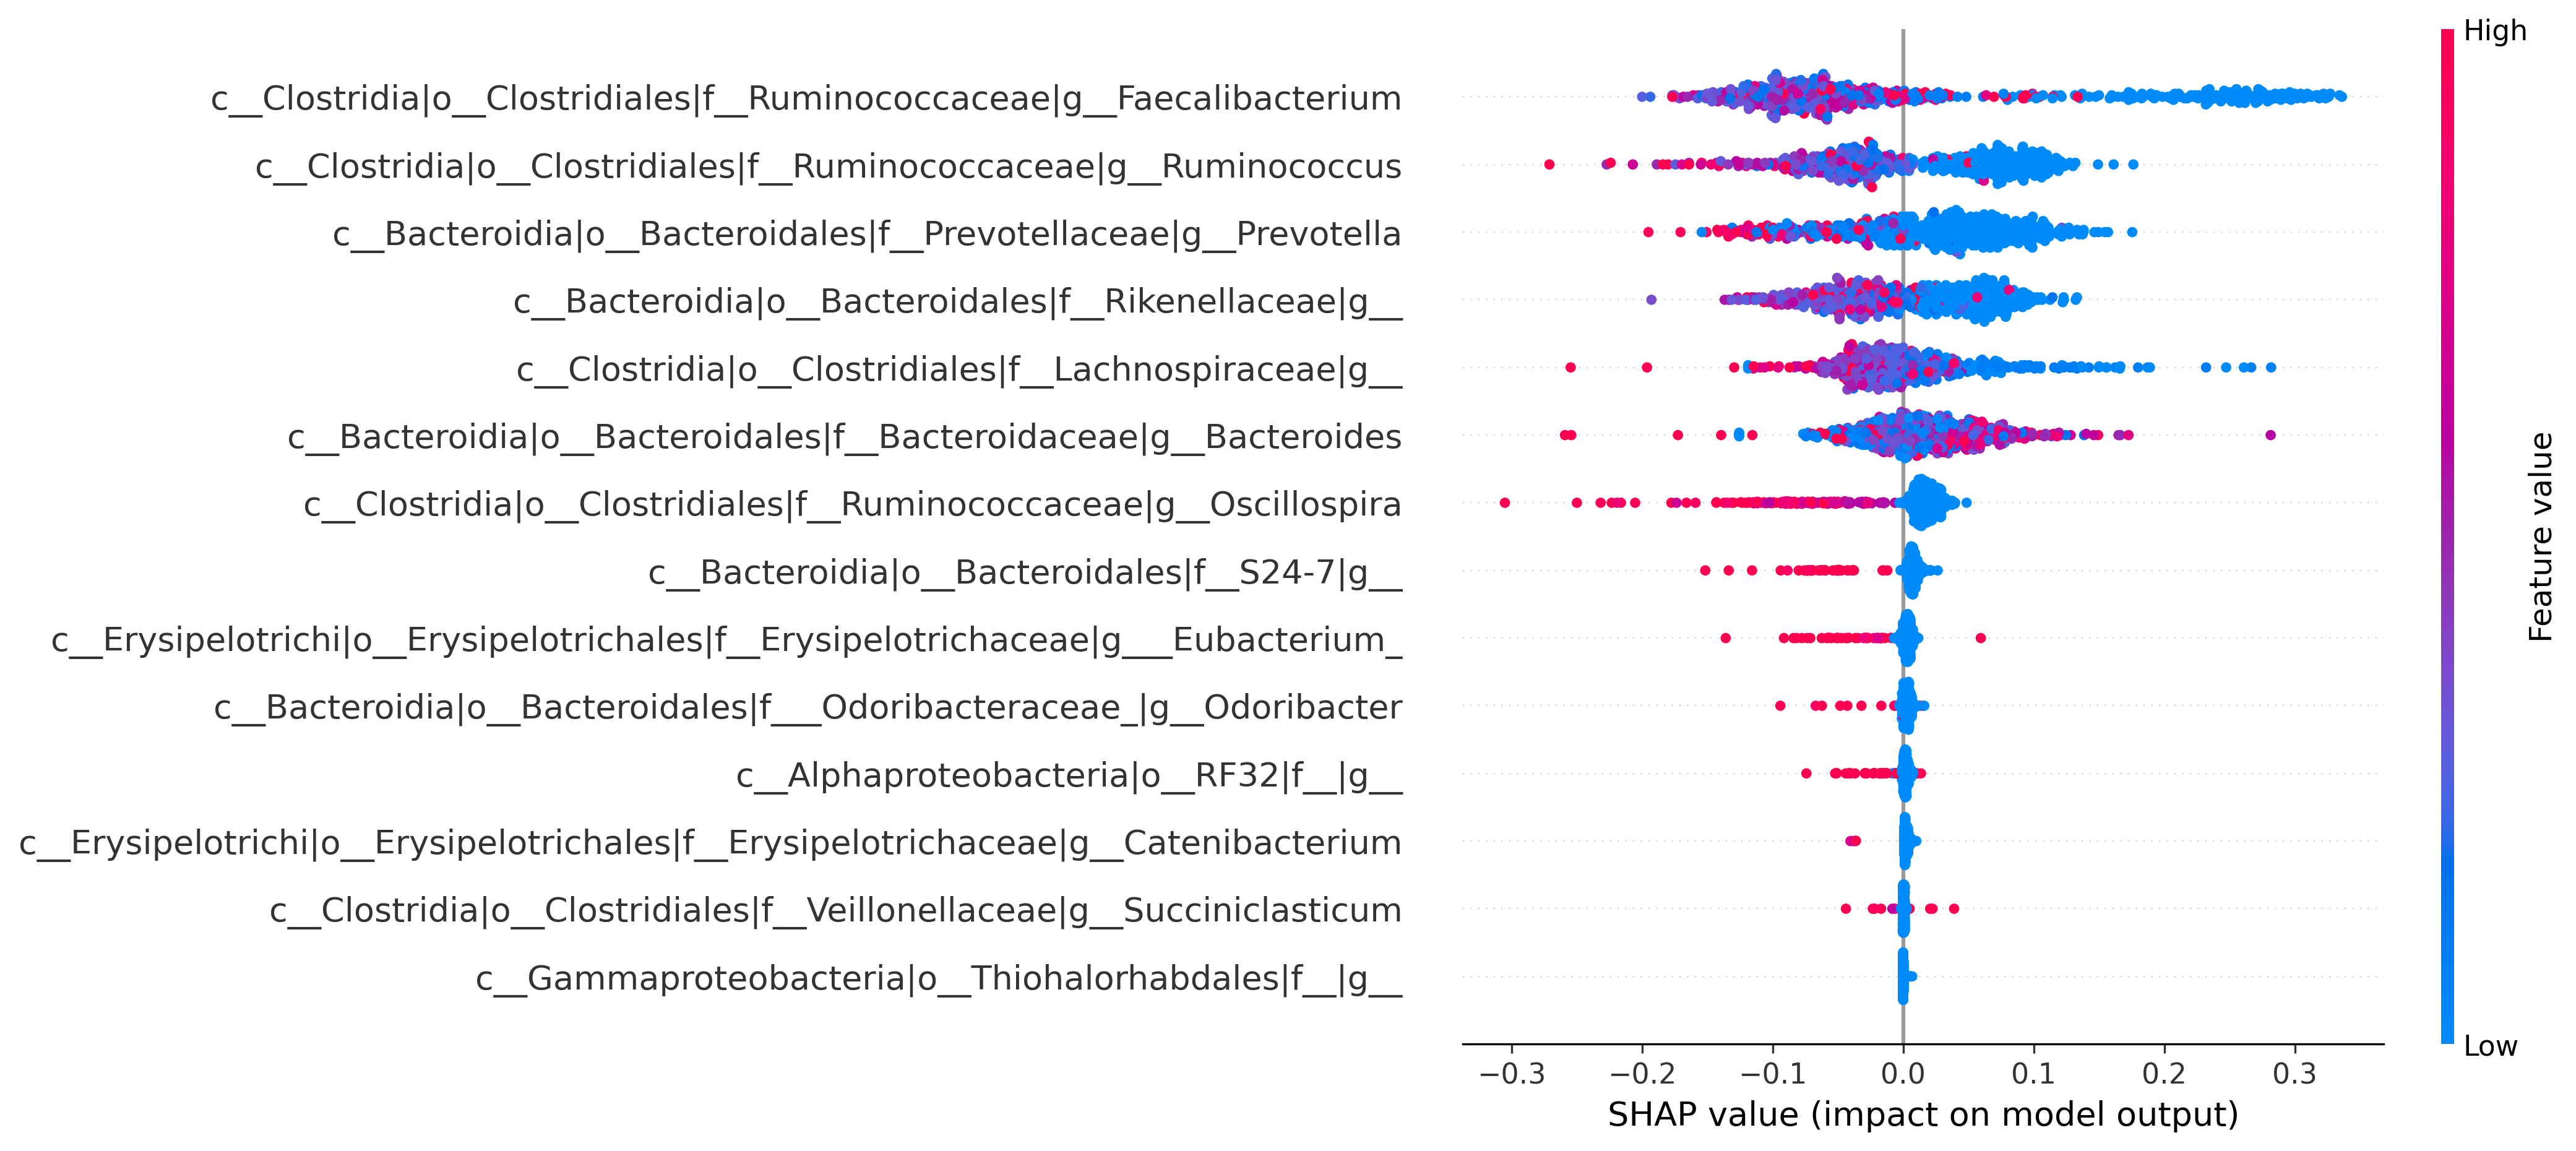 High
c__Clostridia|o__Clostridiales|f__Ruminococcaceae|g__Faecalibacterium
c__Clostridia|o__Clostridiales|f__Ruminococcaceae|g__Ruminococcus
c__Bacteroidia|o__Bacteroidales|f__Prevotellaceae|g__Prevotella
c__Bacteroidia|o__Bacteroidales|f__Rikenellaceae|g__
c__Clostridia|o__Clostridiales|f__Lachnospiraceae|g__
c__Bacteroidia|o__Bacteroidales|f__Bacteroidaceae|g__Bacteroides
c__Clostridia|o__Clostridiales|f__Ruminococcaceae|g__Oscillospira
c__Bacteroidia|o__Bacteroidales|f__S24-7|g__
c__Erysipelotrichi|o__Erysipelotrichales|f__Erysipelotrichaceae|g___Eubacterium_
c__Bacteroidia|o__Bacteroidales|f___Odoribacteraceae_|g__Odoribacter
c__Alphaproteobacteria|o__RF32|f__|g__
c__Erysipelotrichi|o__Erysipelotrichales|f__Erysipelotrichaceae|g__Catenibacterium
c__Clostridia|o__Clostridiales|f__Veillonellaceae|g__Succiniclasticum
c__Gammaproteobacteria|o__Thiohalorhabdales|f__|g__
Feature value
Low
−0.3 −0.2 −0.1 0.0 0.1 0.2 0.3
SHAP value (impact on model output)